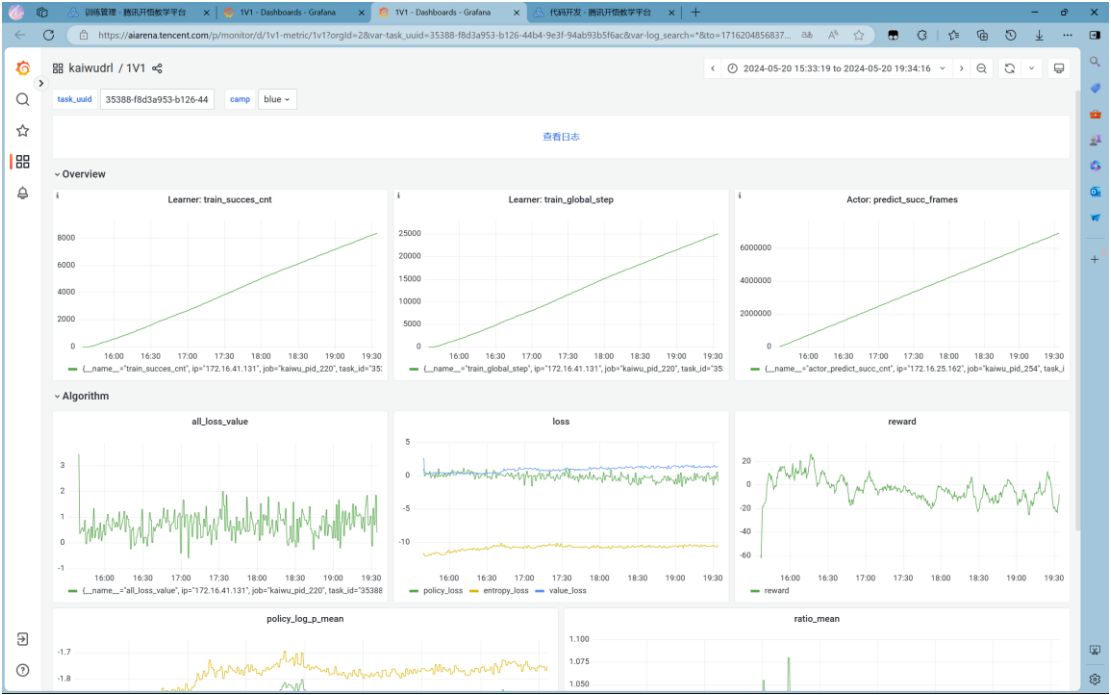 训练管理 - 腾讯开悟教学平台
1V1 - Dashboards - Grafana
1V1 - Dashboards - Grafana
代码开发 - 腾讯开悟教学平台
https://aiarena.tencent.com/p/monitor/d/1v1-metric/1v1?orgId=2&var-task_uuid=35388-f8d3a953-b126-44b4-9e3f-94ab93b5f6ac&var-log_search=*&to=1716204856837...
kaiwudrl / 1V1
2024-05-20 15:33:19 to 2024-05-20 19:34:16
task_uuid 35388-f8d3a953-b126-44 camp blue
查看日志
Overview
Learner: train_succes_cnt
8000
6000
4000
2000
0
16:00 16:30 17:00 17:30 18:00 18:30 19:00 19:30
{__name__="train_succes_cnt", ip="172.16.41.131", job="kaiwu_pid_220", task_id="353
Learner: train_global_step
25000
20000
15000
10000
5000
0
16:00 16:30 17:00 17:30 18:00 18:30 19:00 19:30
{__name__="train_global_step", ip="172.16.41.131", job="kaiwu_pid_220", task_id="35
Actor: predict_succ_frames
6000000
4000000
2000000
0
16:00 16:30 17:00 17:30 18:00 18:30 19:00 19:30
{__name__="actor_predict_succ_cnt", ip="172.16.25.162", job="kaiwu_pid_254", task_i
Algorithm
all_loss_value
3
2
1
0
-1
16:00 16:30 17:00 17:30 18:00 18:30 19:00 19:30
{__name__="all_loss_value", ip="172.16.41.131", job="kaiwu_pid_220", task_id="35388
loss
5
0
-5
-10
16:00 16:30 17:00 17:30 18:00 18:30 19:00 19:30
policy_loss entropy_loss value_loss
reward
20
0
-20
-40
-60
16:00 16:30 17:00 17:30 18:00 18:30 19:00 19:30
reward
policy_log_p_mean
-1.7
-1.8
ratio_mean
1.100
1.075
1.050